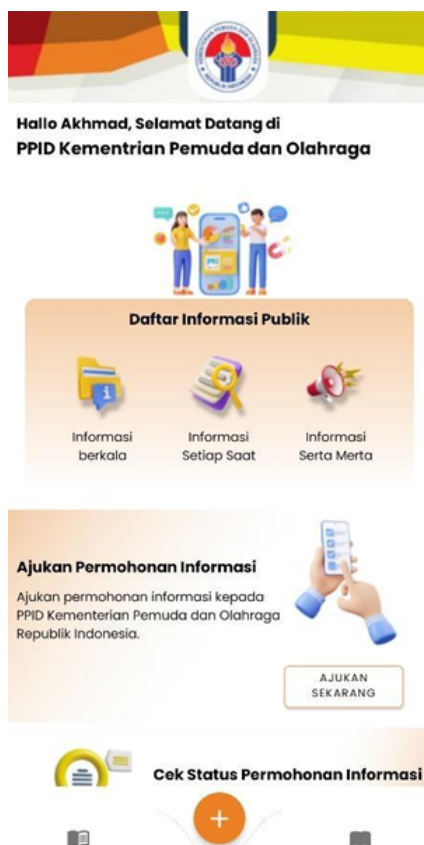 Hallo Akhmad, Selamat Datang di
PPID Kementrian Pemuda dan Olahraga
Daftar Informasi Publik
Informasi
berkala
Informasi
Setiap Saat
Informasi
Serta Merta
Ajukan Permohonan Informasi
Ajukan permohonan informasi kepada
PPID Kementerian Pemuda dan Olahraga
Republik Indonesia.
AJUKAN
SEKARANG
Cek Status Permohonan Informasi